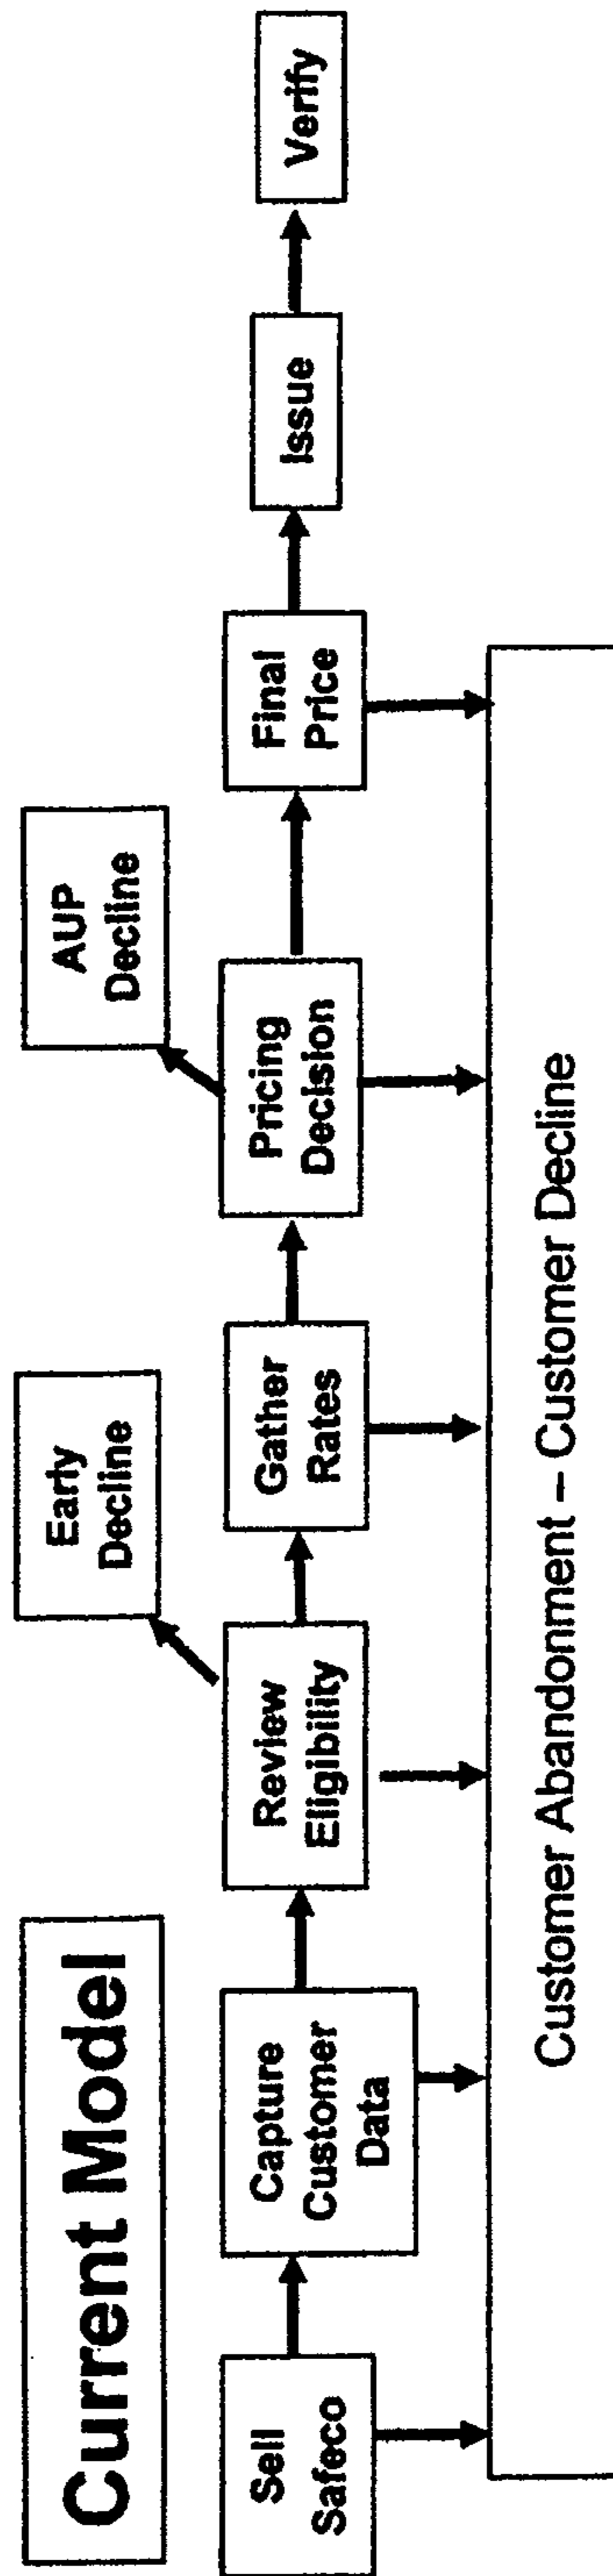 Current Model
Early
Decline
AUP
Decline
Sell
Safeco
Capture
Customer
Data
Review
Eligibility
Gather
Rates
Pricing
Decision
Final
Price
Issue
Verify
Customer Abandonment – Customer Decline